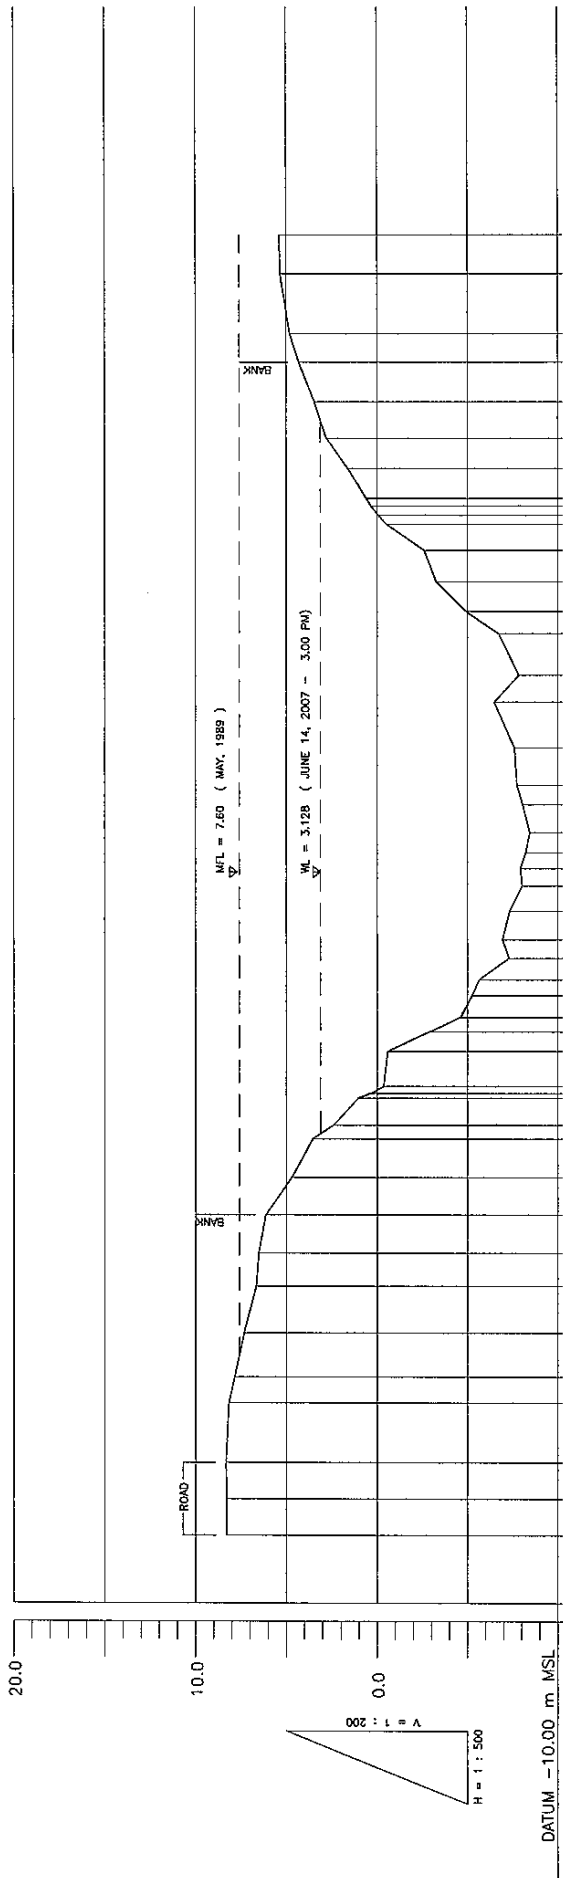 20.0
10.0
0.0
DATUM -10.00 m MSL
V = 1 : 200
H = 1 : 500
ROAD
BANK
MFL = 7.60 ( MAY, 1989 )
WL = 3.128 ( JUNE 14, 2007 - 3.00 PM)
BANK